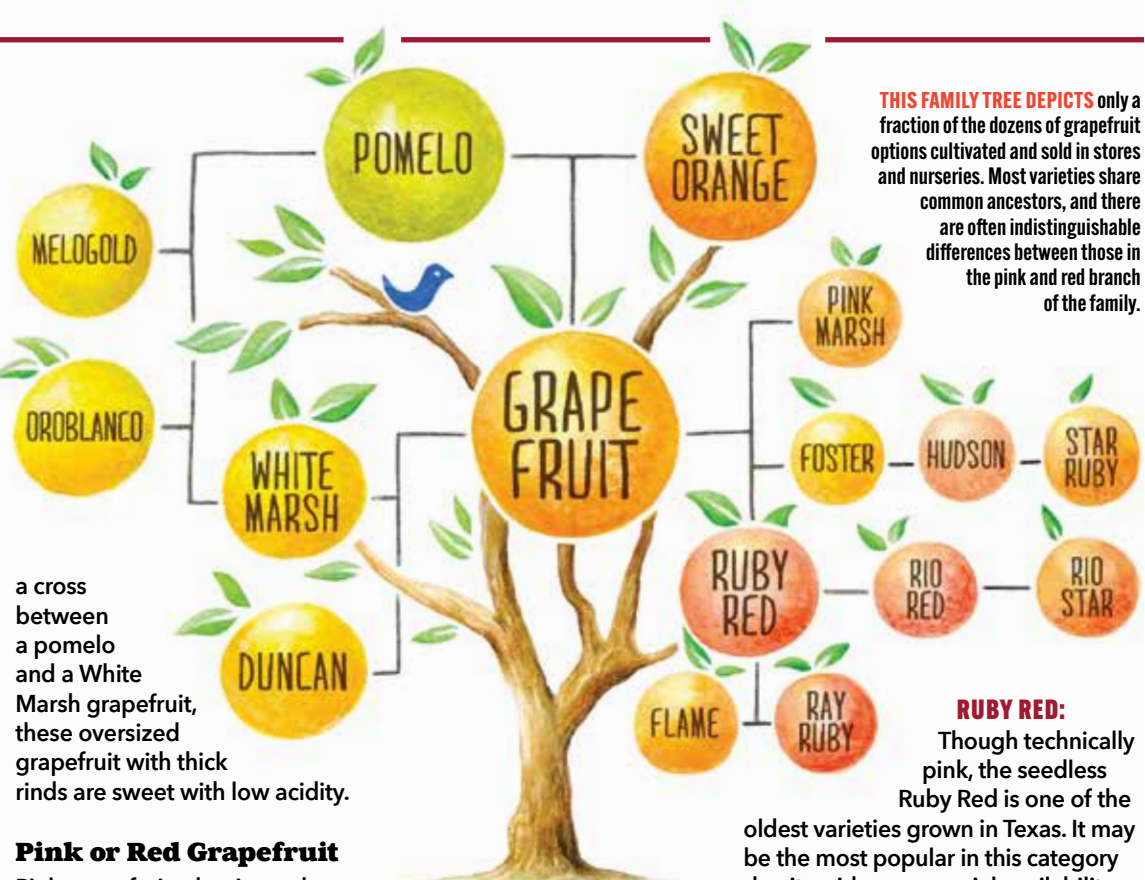 POMELO
SWEET
ORANGE
THIS FAMILY TREE DEPICTS only a
fraction of the dozens of grapefruit
options cultivated and sold in stores
and nurseries. Most varieties share
common ancestors, and there
are often indistinguishable
differences between those in
the pink and red branch
of the family.
MELOGOLD
OROBLANCO
WHITE
MARSH
DUNCAN
GRAPE
FRUIT
PINK
MARSH
FOSTER
HUDSON
STAR
RUBY
RUBY
RED
RIO
RED
RIO
STAR
FLAME
RAY
RUBY
a cross
between
a pomelo
and a White
Marsh grapefruit,
these oversized
grapefruit with thick
rinds are sweet with low acidity.
Pink or Red Grapefruit
RUBY RED:
Though technically
pink, the seedless
Ruby Red is one of the
oldest varieties grown in Texas. It may
be the most popular in this category